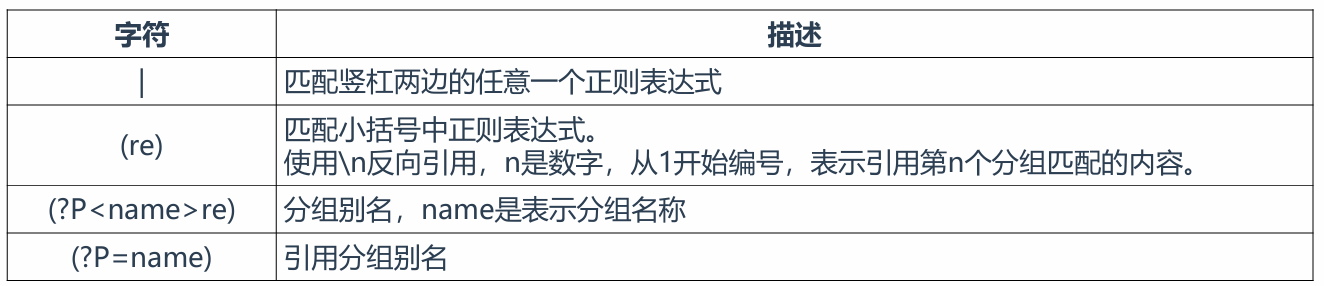 字符 描述
| 匹配竖杠两边的任意一个正则表达式
(re) 匹配小括号中正则表达式。
使用\n反向引用，n是数字，从1开始编号，表示引用第n个分组匹配的内容。
(?P<name>re) 分组别名，name是表示分组名称
(?P=name) 引用分组别名